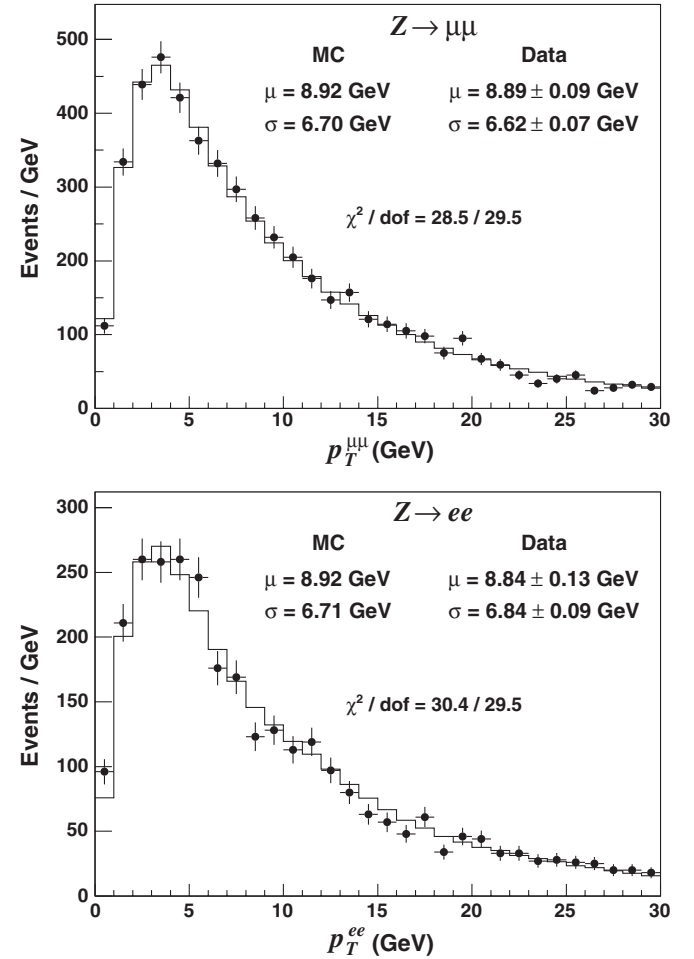 Z → μμ
MC Data
μ = 8.92 GeV μ = 8.89 ± 0.09 GeV
σ = 6.70 GeV σ = 6.62 ± 0.07 GeV
χ² / dof = 28.5 / 29.5
Events / GeV
500
400
300
200
100
0
0 5 10 15 20 25 30
p_T^μμ (GeV)
Z → ee
MC Data
μ = 8.92 GeV μ = 8.84 ± 0.13 GeV
σ = 6.71 GeV σ = 6.84 ± 0.09 GeV
χ² / dof = 30.4 / 29.5
Events / GeV
300
250
200
150
100
50
0
0 5 10 15 20 25 30
p_T^ee (GeV)